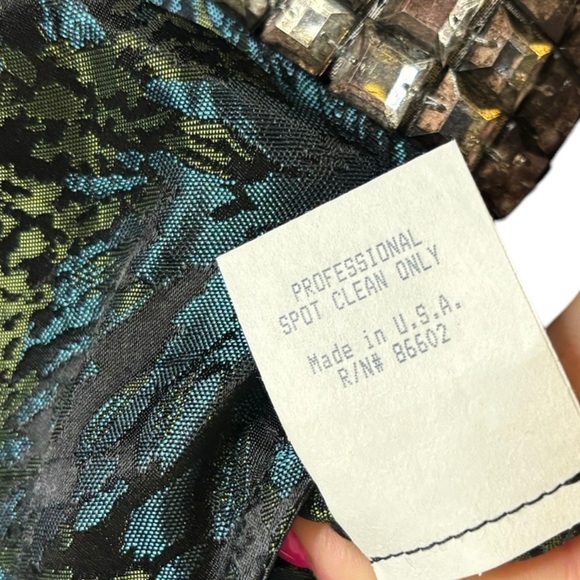 PROFESSIONAL
SPOT CLEAN ONLY
Made in U.S.A.
R/N# 86602